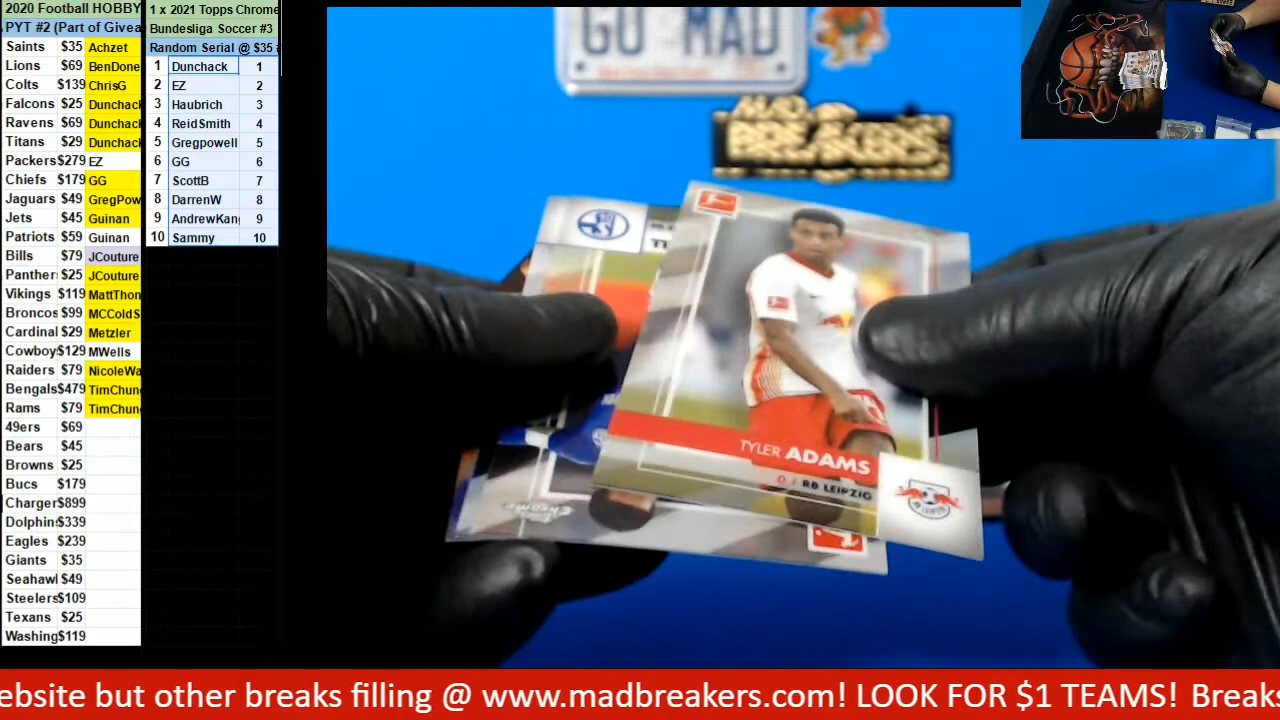 2020 Football HOBBY
PYT #2 (Part of Givea
Saints $35 Achzet
Lions $69 BenDone
Colts $139 ChrisG
Falcons $25 Dunchack
Ravens $69 Dunchack
Titans $29 Dunchack
Packers $279 EZ
Chiefs $179 GG
Jaguars $49 GregPow
Jets $45 Guinan
Patriots $59 Guinan
Bills $79 JCouture
Panther $25 JCouture
Vikings $119 MattThon
Broncos $99 MCColdS
Cardinal $29 Metzler
Cowboy $129 MWells
Raiders $79 NicoleWa
Bengals $479 TimChung
Rams $79 TimChung
49ers $69
Bears $45
Browns $25
Bucs $179
Charger $899
Dolphin $339
Eagles $239
Giants $35
Seahawl $49
Steelers $109
Texans $25
Washing $119
1 x 2021 Topps Chrome
Bundesliga Soccer #3
Random Serial @ $35
1 Dunchack 1
2 EZ 2
3 Haubrich 3
4 ReidSmith 4
5 Gregpowell 5
6 GG 6
7 ScottB 7
8 DarrenW 8
9 AndrewKan 9
10 Sammy 10
GO MAD
MAD
BREAKERS
TYLER ADAMS
D / RB LEIPZIG
Chrome
ebsite but other breaks filling @ www.madbreakers.com! LOOK FOR $1 TEAMS! Breaks